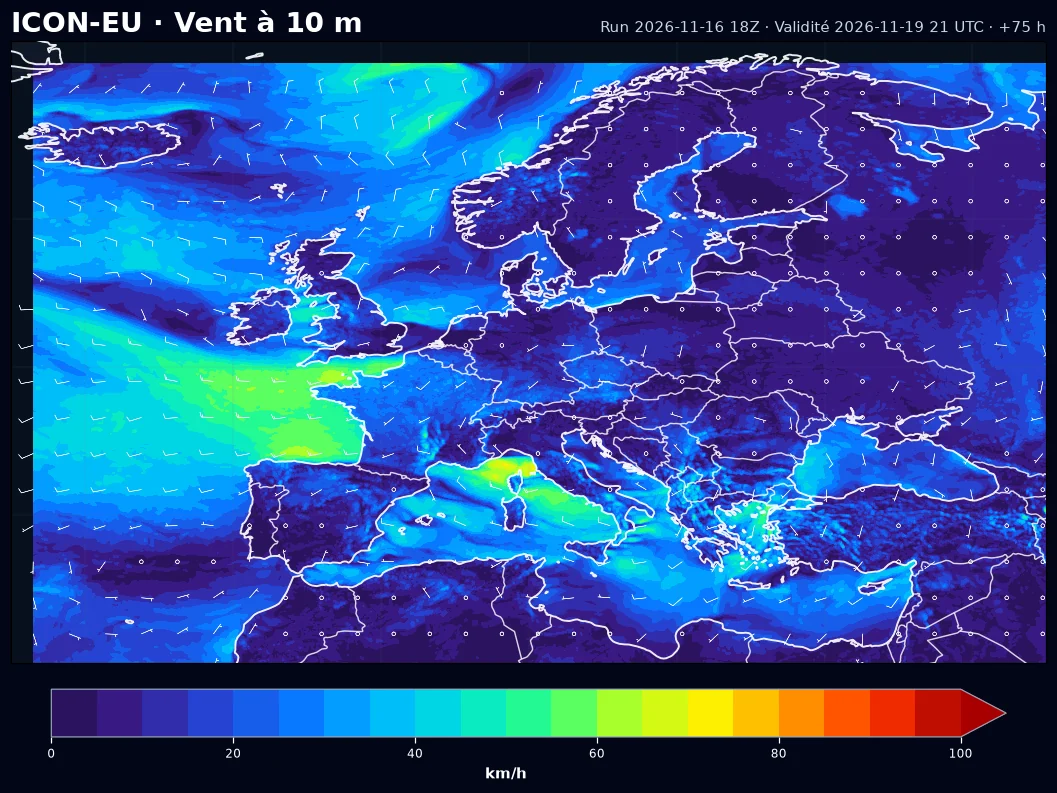 ICON-EU · Vent à 10 m
Run 2026-11-16 18Z · Validité 2026-11-19 21 UTC · +75 h
0 20 40 60 80 100
km/h